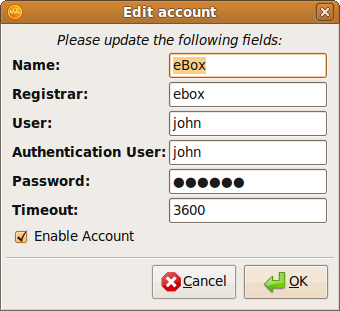 Edit account
Please update the following fields:
Name: eBox
Registrar: ebox
User: john
Authentication User: john
Password: ●●●●●●
Timeout: 3600
Enable Account
Cancel OK